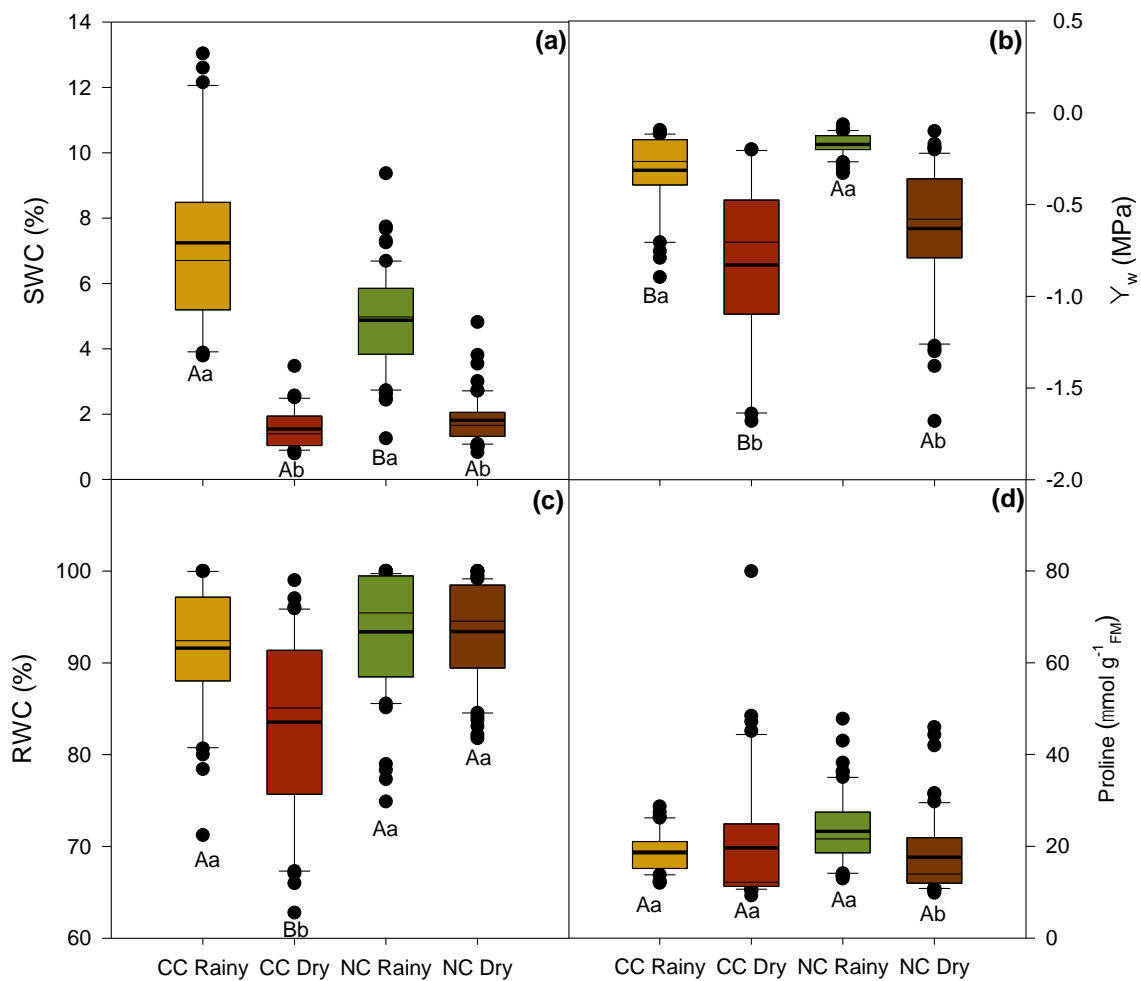 (a)
14
12
10
8
6
4
2
0
SWC (%)
Aa
Ab
Ba
Ab
(b)
0.5
0.0
-0.5
-1.0
-1.5
-2.0
Yw (MPa)
Ba
Bb
Aa
Ab
(c)
100
90
80
70
60
RWC (%)
Aa
Bb
Aa
Aa
CC Rainy CC Dry NC Rainy NC Dry
(d)
80
60
40
20
0
Proline (mmol g-1FM)
Aa
Aa
Aa
Ab
CC Rainy CC Dry NC Rainy NC Dry